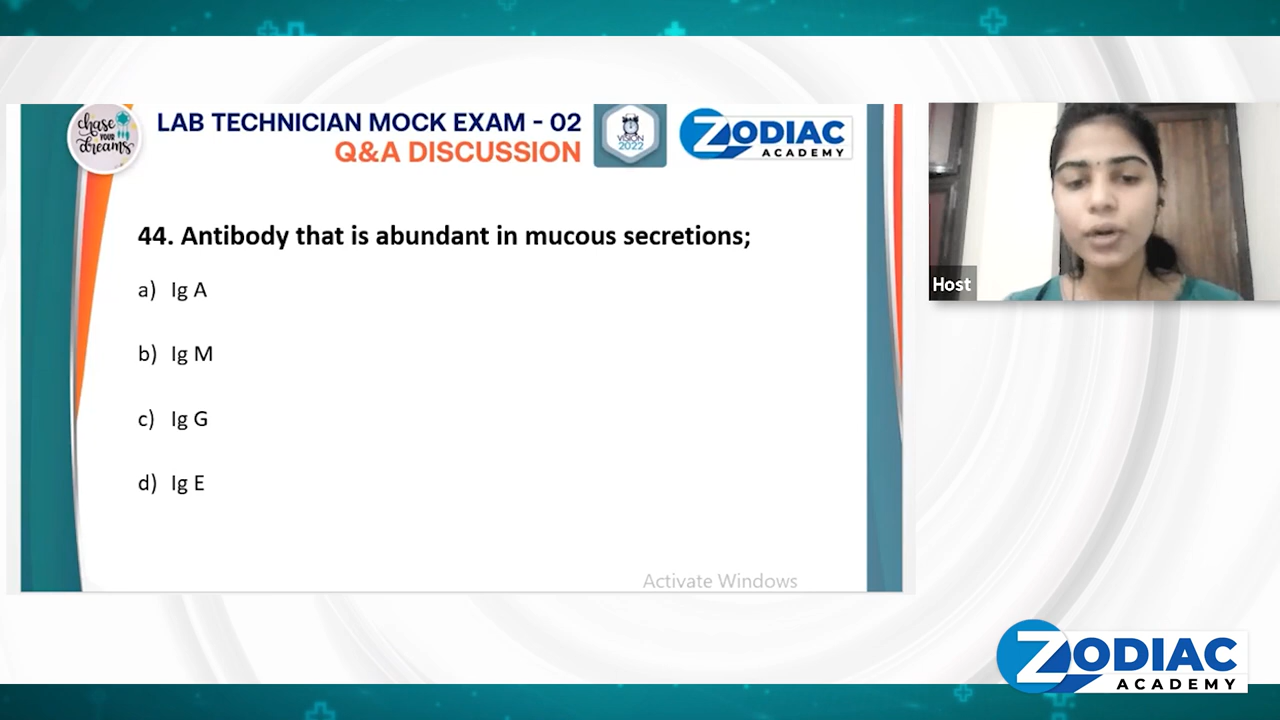 chase
YOUR
dreams
LAB TECHNICIAN MOCK EXAM - 02
Q&A DISCUSSION
VISION
2022
ZODIAC
ACADEMY
44. Antibody that is abundant in mucous secretions;
a) Ig A
b) Ig M
c) Ig G
d) Ig E
Activate Windows
Host
ZODIAC
ACADEMY